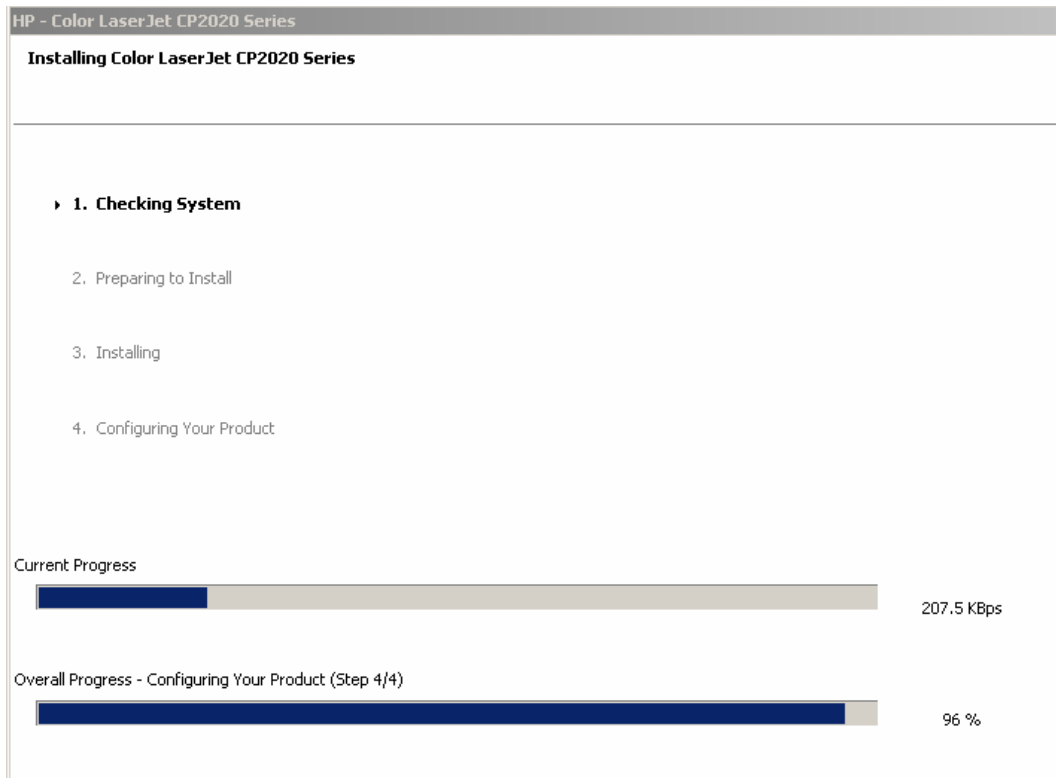 HP - Color LaserJet CP2020 Series
Installing Color LaserJet CP2020 Series
1. Checking System
2. Preparing to Install
3. Installing
4. Configuring Your Product
Current Progress
207.5 KBps
Overall Progress - Configuring Your Product (Step 4/4)
96 %